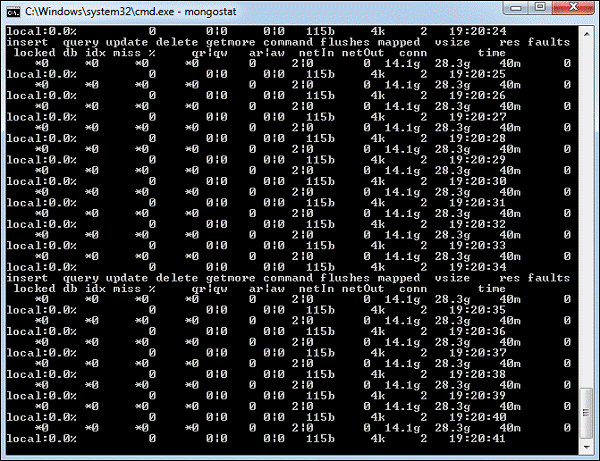 C:\Windows\system32\cmd.exe - mongostat
local:0.0% 0 0|0 0|0 115b 4k 2 19:20:24
insert query update delete getmore command flushes mapped vsize res faults
locked db idx miss % qr|qw ar|aw netIn netOut conn time
*0 *0 *0 *0 0 2|0 0 14.1g 28.3g 40m 0
local:0.0% 0 0|0 0|0 115b 4k 2 19:20:25
*0 *0 *0 *0 0 2|0 0 14.1g 28.3g 40m 0
local:0.0% 0 0|0 0|0 115b 4k 2 19:20:26
*0 *0 *0 *0 0 2|0 0 14.1g 28.3g 40m 0
local:0.0% 0 0|0 0|0 115b 4k 2 19:20:27
*0 *0 *0 *0 0 2|0 0 14.1g 28.3g 40m 0
local:0.0% 0 0|0 0|0 115b 4k 2 19:20:28
*0 *0 *0 *0 0 2|0 0 14.1g 28.3g 40m 0
local:0.0% 0 0|0 0|0 115b 4k 2 19:20:29
*0 *0 *0 *0 0 2|0 0 14.1g 28.3g 40m 0
local:0.0% 0 0|0 0|0 115b 4k 2 19:20:30
*0 *0 *0 *0 0 2|0 0 14.1g 28.3g 40m 0
local:0.0% 0 0|0 0|0 115b 4k 2 19:20:31
*0 *0 *0 *0 0 2|0 0 14.1g 28.3g 40m 0
local:0.0% 0 0|0 0|0 115b 4k 2 19:20:32
*0 *0 *0 *0 0 2|0 0 14.1g 28.3g 40m 0
local:0.0% 0 0|0 0|0 115b 4k 2 19:20:33
*0 *0 *0 *0 0 2|0 0 14.1g 28.3g 40m 0
local:0.0% 0 0|0 0|0 115b 4k 2 19:20:34
insert query update delete getmore command flushes mapped vsize res faults
locked db idx miss % qr|qw ar|aw netIn netOut conn time
*0 *0 *0 *0 0 2|0 0 14.1g 28.3g 40m 0
local:0.0% 0 0|0 0|0 115b 4k 2 19:20:35
*0 *0 *0 *0 0 2|0 0 14.1g 28.3g 40m 0
local:0.0% 0 0|0 0|0 115b 4k 2 19:20:36
*0 *0 *0 *0 0 2|0 0 14.1g 28.3g 40m 0
local:0.0% 0 0|0 0|0 115b 4k 2 19:20:37
*0 *0 *0 *0 0 2|0 0 14.1g 28.3g 40m 0
local:0.0% 0 0|0 0|0 115b 4k 2 19:20:38
*0 *0 *0 *0 0 2|0 0 14.1g 28.3g 40m 0
local:0.0% 0 0|0 0|0 115b 4k 2 19:20:39
*0 *0 *0 *0 0 2|0 0 14.1g 28.3g 40m 0
local:0.0% 0 0|0 0|0 115b 4k 2 19:20:40
*0 *0 *0 *0 0 2|0 0 14.1g 28.3g 40m 0
local:0.0% 0 0|0 0|0 115b 4k 2 19:20:41